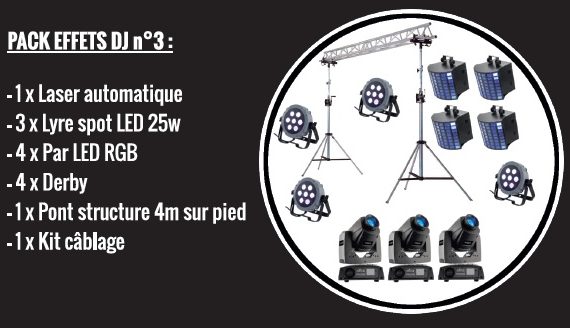 PACK EFFETS DJ n°3 :
- 1 x Laser automatique
- 3 x Lyre spot LED 25w
- 4 x Par LED RGB
- 4 x Derby
- 1 x Pont structure 4m sur pied
- 1 x Kit câblage